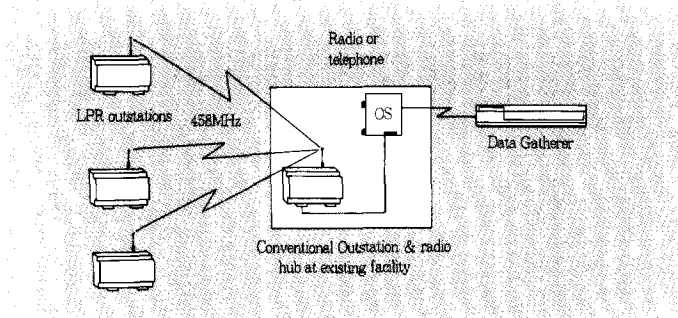 Radio or
telephone
LPR outstations
458MHz
OS
Data Gatherer
Conventional Outstation & radio
hub at existing facility